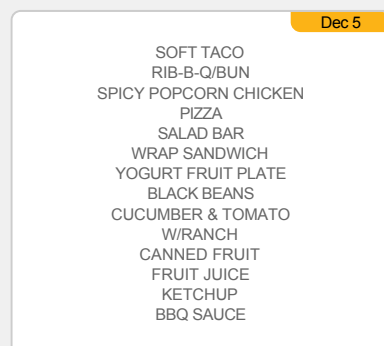 Dec 5
SOFT TACO
RIB-B-Q/BUN
SPICY POPCORN CHICKEN
PIZZA
SALAD BAR
WRAP SANDWICH
YOGURT FRUIT PLATE
BLACK BEANS
CUCUMBER & TOMATO
W/RANCH
CANNED FRUIT
FRUIT JUICE
KETCHUP
BBQ SAUCE